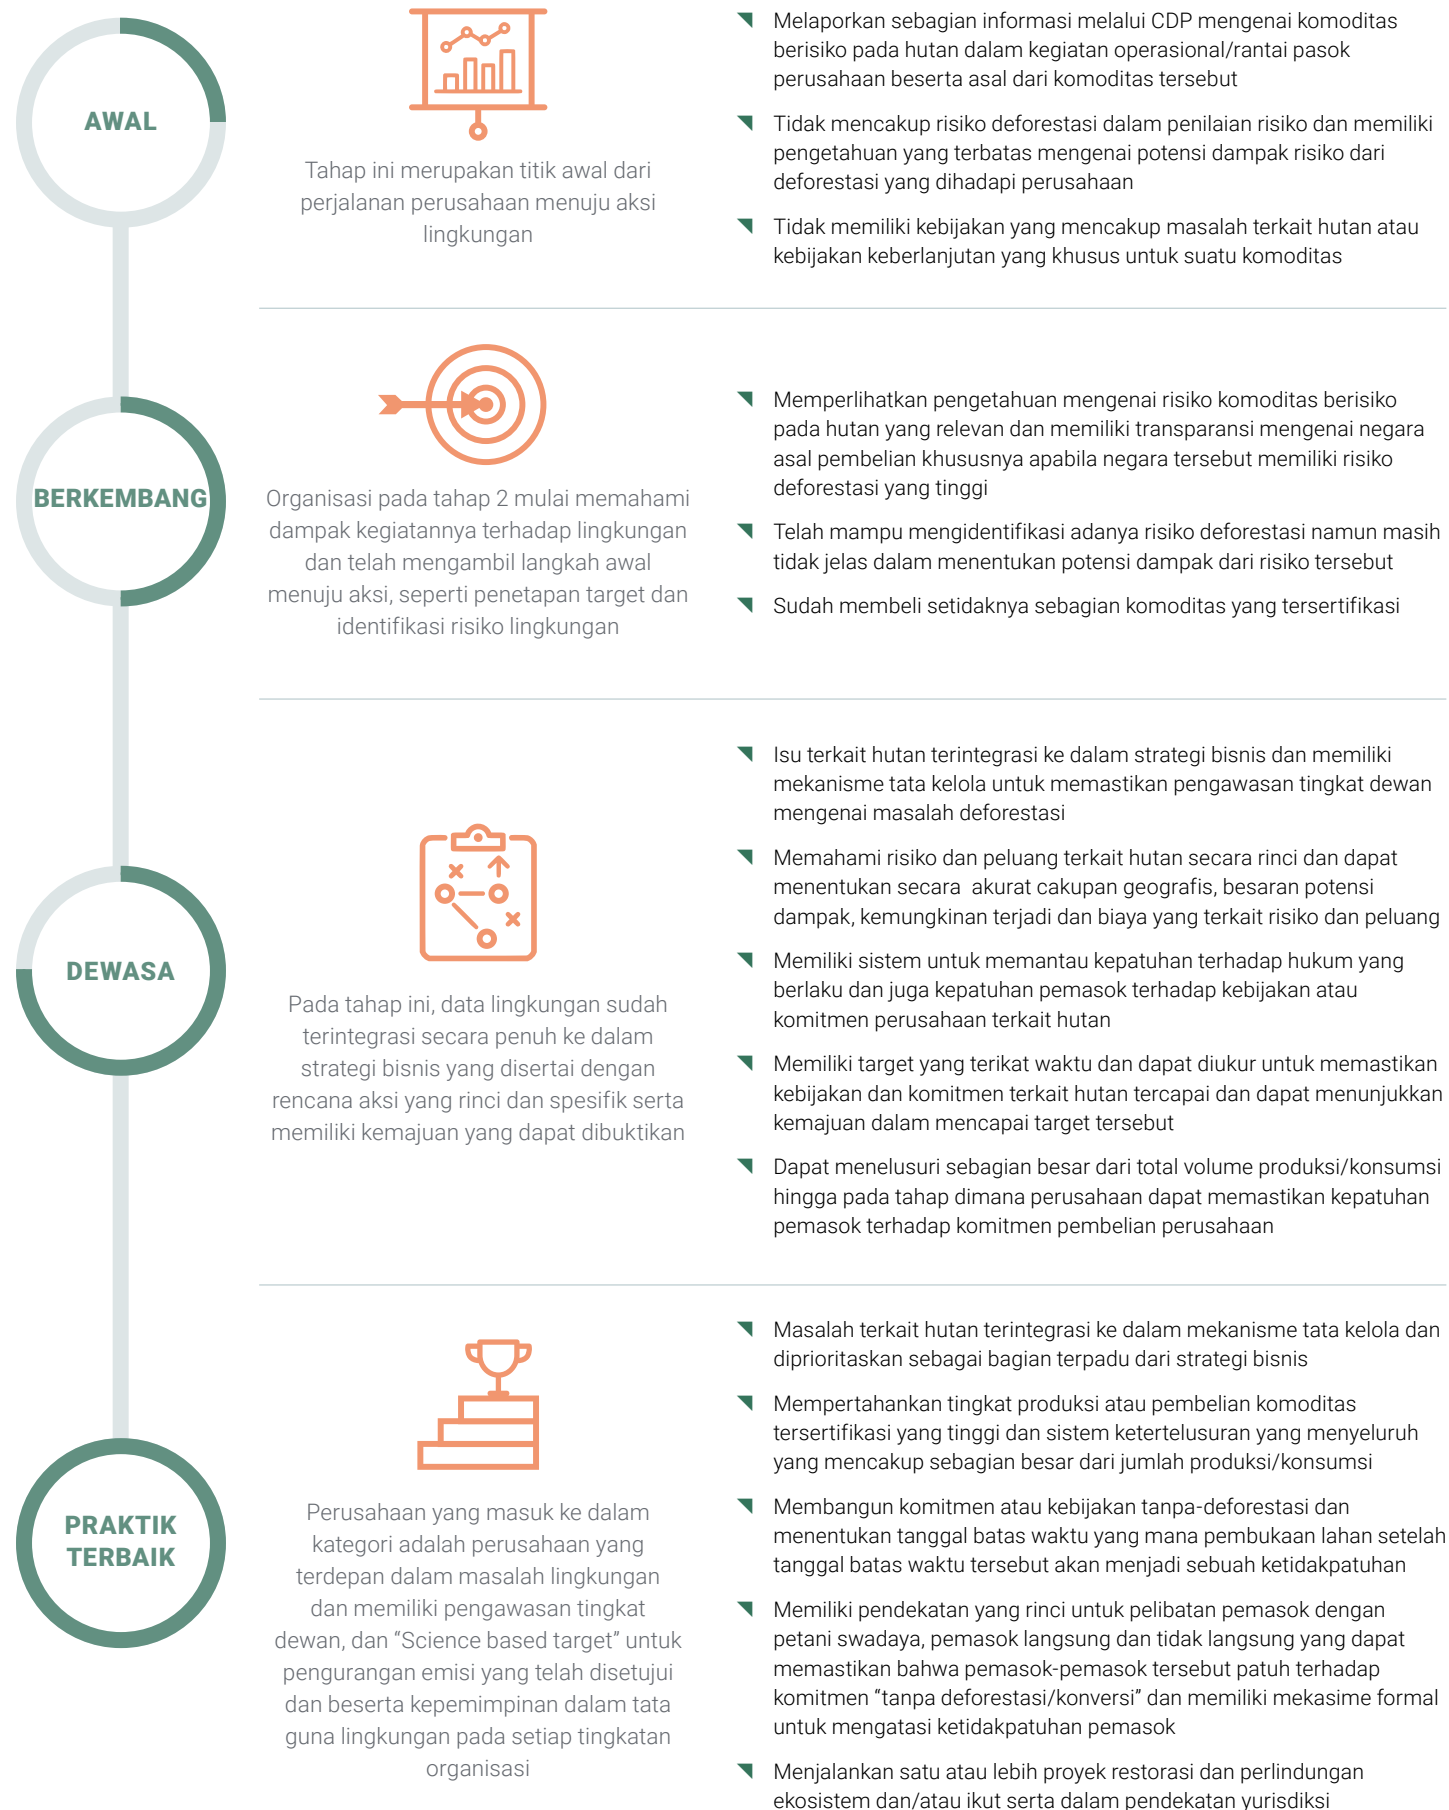 AWAL
Tahap ini merupakan titik awal dari
perjalanan perusahaan menuju aksi
lingkungan
Melaporkan sebagian informasi melalui CDP mengenai komoditas
berisiko pada hutan dalam kegiatan operasional/rantai pasok
perusahaan beserta asal dari komoditas tersebut
Tidak mencakup risiko deforestasi dalam penilaian risiko dan memiliki
pengetahuan yang terbatas mengenai potensi dampak risiko dari
deforestasi yang dihadapi perusahaan
Tidak memiliki kebijakan yang mencakup masalah terkait hutan atau
kebijakan keberlanjutan yang khusus untuk suatu komoditas
BERKEMBANG
Organisasi pada tahap 2 mulai memahami
dampak kegiatannya terhadap lingkungan
dan telah mengambil langkah awal
menuju aksi, seperti penetapan target dan
identifikasi risiko lingkungan
Memperlihatkan pengetahuan mengenai risiko komoditas berisiko
pada hutan yang relevan dan memiliki transparansi mengenai negara
asal pembelian khususnya apabila negara tersebut memiliki risiko
deforestasi yang tinggi
Telah mampu mengidentifikasi adanya risiko deforestasi namun masih
tidak jelas dalam menentukan potensi dampak dari risiko tersebut
Sudah membeli setidaknya sebagian komoditas yang tersertifikasi
DEWASA
Pada tahap ini, data lingkungan sudah
terintegrasi secara penuh ke dalam
strategi bisnis yang disertai dengan
rencana aksi yang rinci dan spesifik serta
memiliki kemajuan yang dapat dibuktikan
Isu terkait hutan terintegrasi ke dalam strategi bisnis dan memiliki
mekanisme tata kelola untuk memastikan pengawasan tingkat dewan
mengenai masalah deforestasi
Memahami risiko dan peluang terkait hutan secara rinci dan dapat
menentukan secara  akurat cakupan geografis, besaran potensi
dampak, kemungkinan terjadi dan biaya yang terkait risiko dan peluang
Memiliki sistem untuk memantau kepatuhan terhadap hukum yang
berlaku dan juga kepatuhan pemasok terhadap kebijakan atau
komitmen perusahaan terkait hutan
Memiliki target yang terikat waktu dan dapat diukur untuk memastikan
kebijakan dan komitmen terkait hutan tercapai dan dapat menunjukkan
kemajuan dalam mencapai target tersebut
Dapat menelusuri sebagian besar dari total volume produksi/konsumsi
hingga pada tahap dimana perusahaan dapat memastikan kepatuhan
pemasok terhadap komitmen pembelian perusahaan
PRAKTIK
TERBAIK
Perusahaan yang masuk ke dalam
kategori adalah perusahaan yang
terdepan dalam masalah lingkungan
dan memiliki pengawasan tingkat
dewan, dan “Science based target” untuk
pengurangan emisi yang telah disetujui
dan beserta kepemimpinan dalam tata
guna lingkungan pada setiap tingkatan
organisasi
Masalah terkait hutan terintegrasi ke dalam mekanisme tata kelola dan
diprioritaskan sebagai bagian terpadu dari strategi bisnis
Mempertahankan tingkat produksi atau pembelian komoditas
tersertifikasi yang tinggi dan sistem ketertelusuran yang menyeluruh
yang mencakup sebagian besar dari jumlah produksi/konsumsi
Membangun komitmen atau kebijakan tanpa-deforestasi dan
menentukan tanggal batas waktu yang mana pembukaan lahan setelah
tanggal batas waktu tersebut akan menjadi sebuah ketidakpatuhan
Memiliki pendekatan yang rinci untuk pelibatan pemasok dengan
petani swadaya, pemasok langsung dan tidak langsung yang dapat
memastikan bahwa pemasok-pemasok tersebut patuh terhadap
komitmen “tanpa deforestasi/konversi” dan memiliki mekasime formal
untuk mengatasi ketidakpatuhan pemasok
Menjalankan satu atau lebih proyek restorasi dan perlindungan
ekosistem dan/atau ikut serta dalam pendekatan yurisdiksi